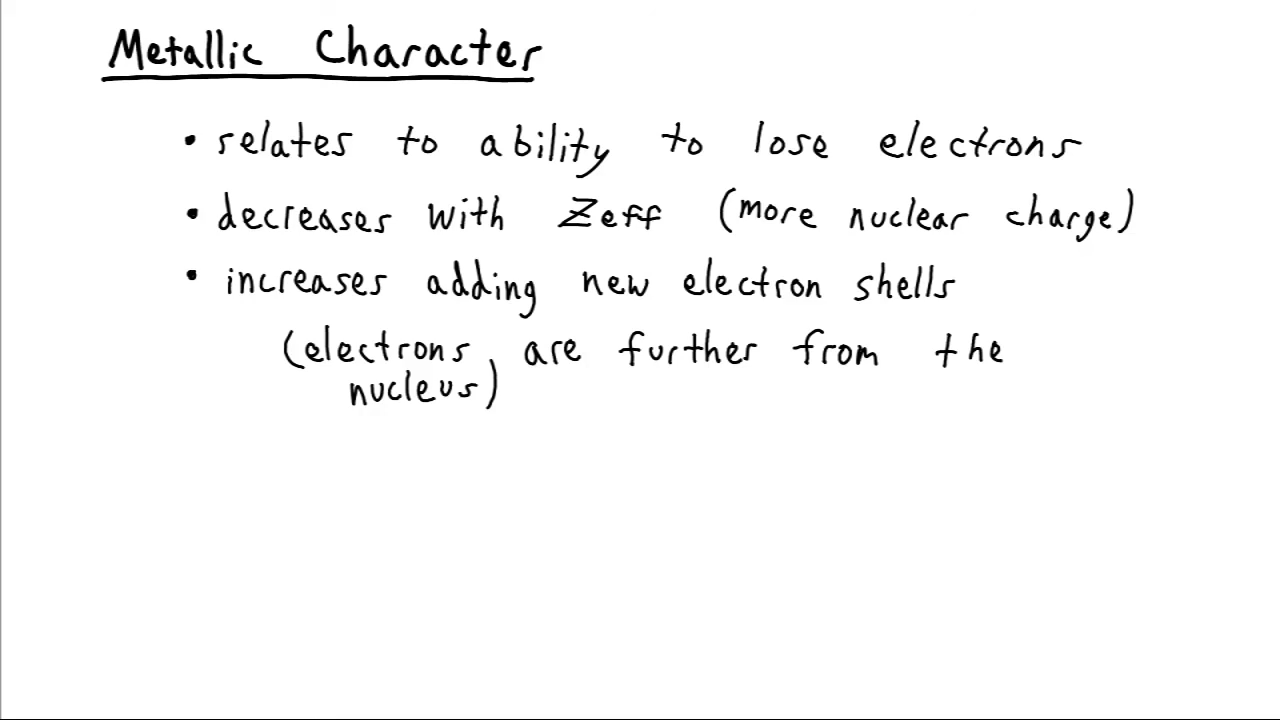 Metallic Character
• relates to ability to lose electrons
• decreases with Zeff (more nuclear charge)
• increases adding new electron shells
(electrons are further from the
nucleus)